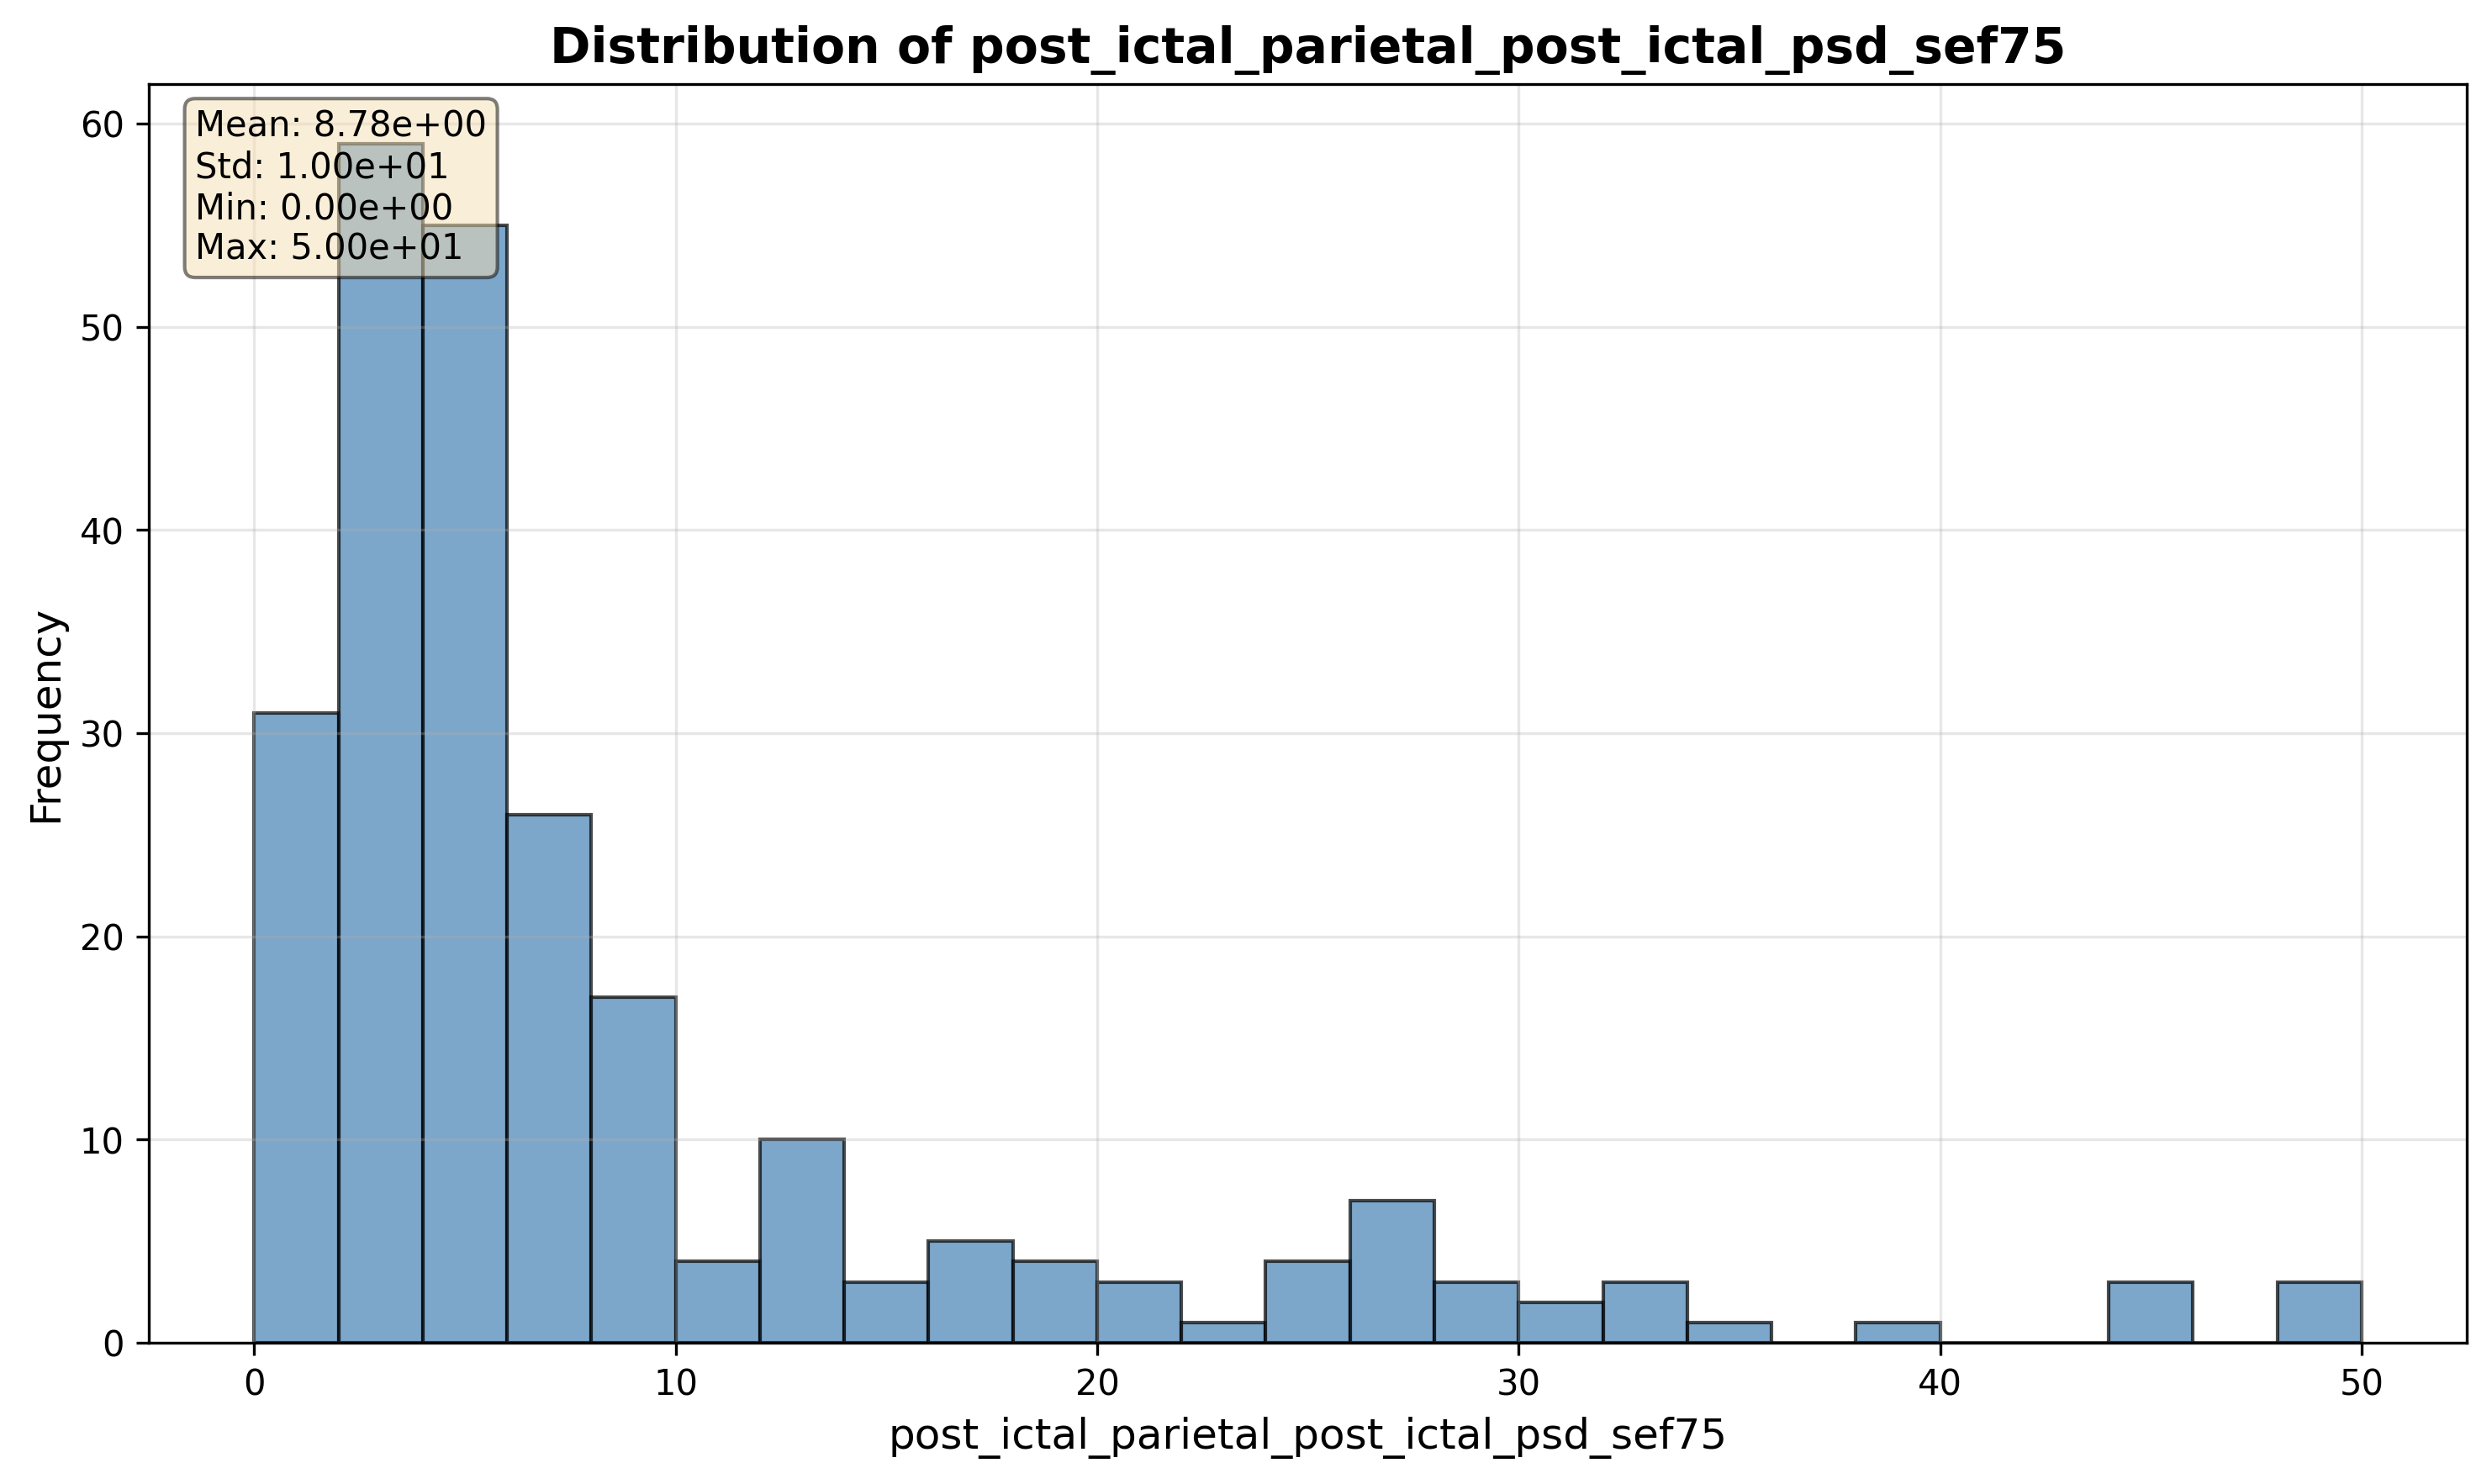 Distribution of post_ictal_parietal_post_ictal_psd_sef75
Mean: 8.78e+00
Std: 1.00e+01
Min: 0.00e+00
Max: 5.00e+01
60
50
40
30
20
10
0
Frequency
0 10 20 30 40 50
post_ictal_parietal_post_ictal_psd_sef75